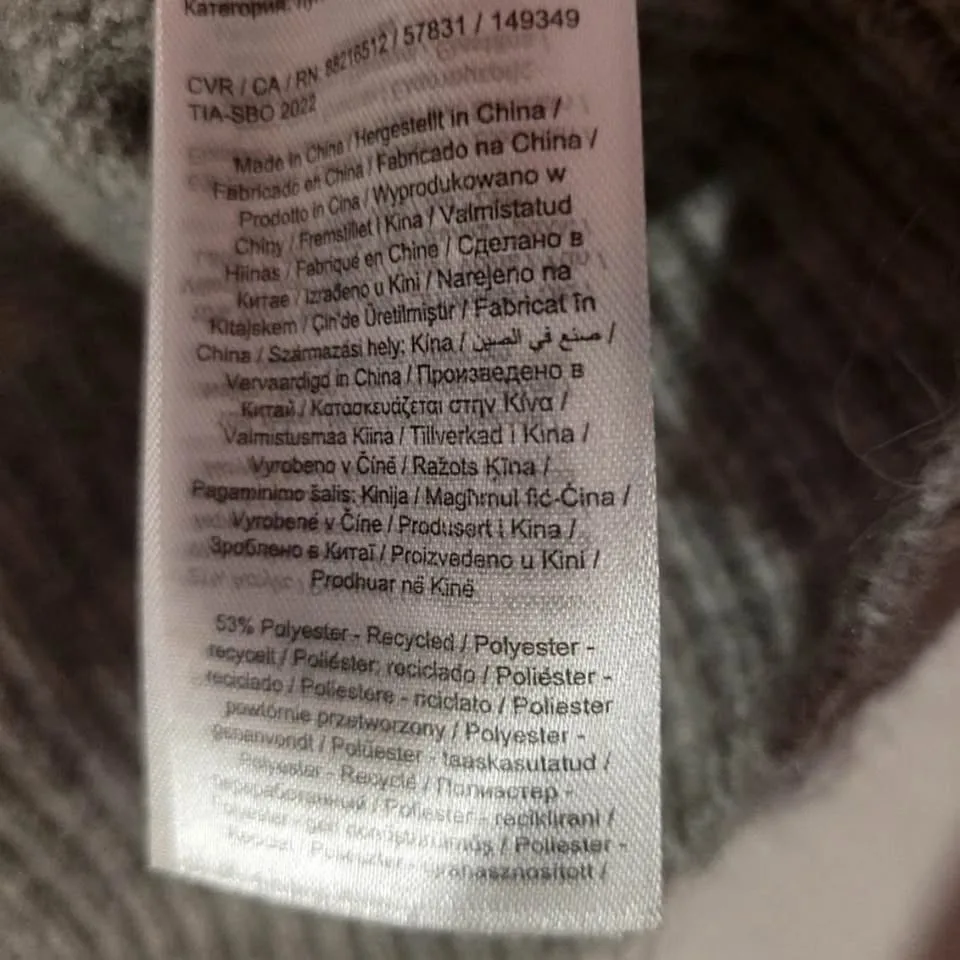 Категория:
CVR / CA / RN 88216512 / 57831 / 149349
TIA-SBO 2022
Made in China / Hergestellt in China /
Fabricado en China / Fabricado na China /
Prodotto in Cina / Wyprodukowano w
Chiny / Fremstillet i Kina / Valmistatud
Hiinas / Fabriqué en Chine / Сделано в
Китае / Izrađeno u Kini / Narejeno na
Kitajskem / Çin'de Üretilmiştir / Fabricat în
China / Származási hely: Kína / صنع في الصين /
Vervaardigd in China / Произведено в
Китай / Κατασκευάζεται στην Κίνα /
Valmistusmaa Kiina / Tillverkad i Kina /
Vyrobeno v Číně / Ražots Ķīna /
Pagaminimo šalis: Kinija / Magħmul fiċ-Ċina /
Vyrobené v Číne / Produsert i Kina /
Зроблено в Китаї / Proizvedeno u Kini /
Prodhuar në Kinë
53% Polyester - Recycled / Polyester -
recycelt / Poliéster; reciclado / Poliéster -
reciclado / Poliestere - riciclato / Poliester
powtórnie przetworzony / Polyester -
genanvendt / Polüester - taaskasutatud /
Polyester - Recyclé / Полиэстер -
переработанный / Poliester - reciklirani /
Poliester - geri dönüştürülmüş / Poliester -
/ Poliészter - újrahasznosított /